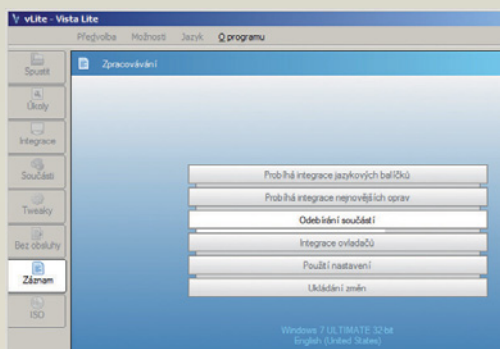 vLite - Vista Lite
Předvolba Možnosti Jazyk O programu
Spustit
Zpracovávání
Úkoly
Integrace
Součásti
Tweaky
Bez obsluhy
Záznam
ISO
Probíhá integrace jazykových balíčků
Probíhá integrace nejnovějších oprav
Odebírání součástí
Integrace ovladačů
Použití nastavení
Ukládání změn
Windows 7 ULTIMATE 32-bit
English (United States)